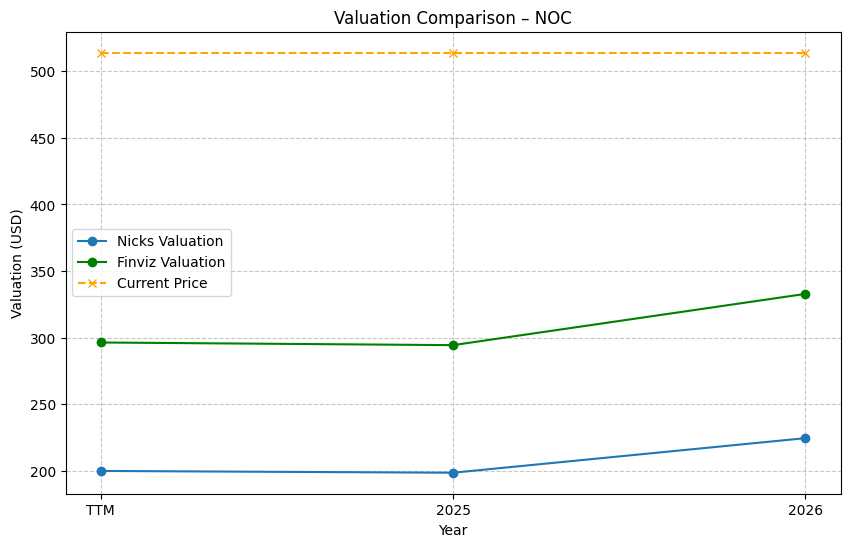 Valuation Comparison – NOC
Valuation (USD)
500
450
400
350
300
250
200
Nicks Valuation
Finviz Valuation
Current Price
TTM
2025
2026
Year